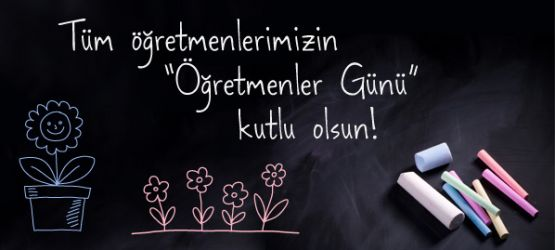 Tüm öğretmenlerimizin
"Öğretmenler Günü"
kutlu olsun!